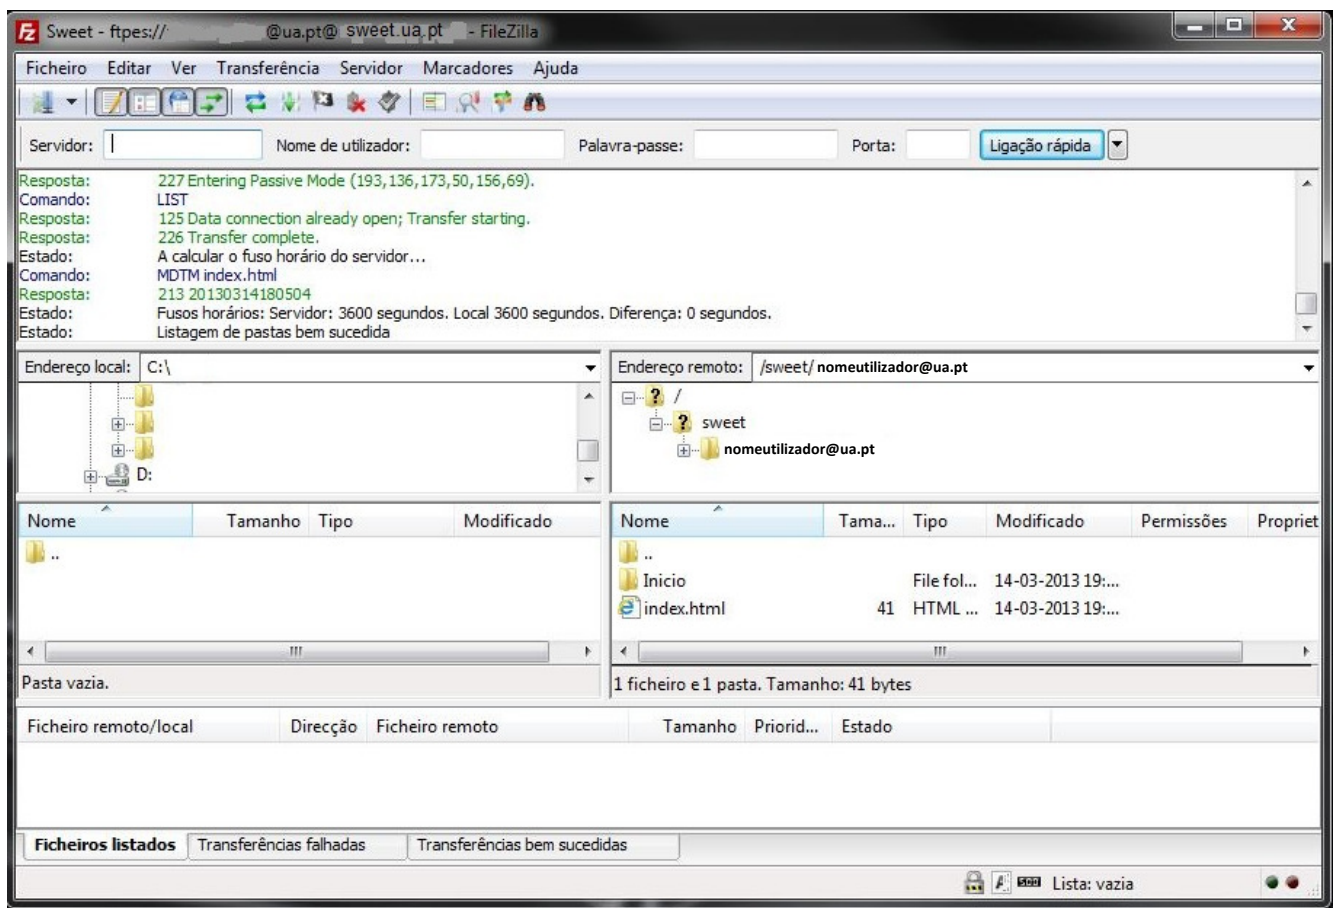 Sweet - ftpes:// @ua.pt@ sweet.ua.pt - FileZilla
Ficheiro Editar Ver Transferência Servidor Marcadores Ajuda
Servidor: Nome de utilizador: Palavra-passe: Porta: Ligação rápida
Resposta: 227 Entering Passive Mode (193,136,173,50,156,69).
Comando: LIST
Resposta: 125 Data connection already open; Transfer starting.
Resposta: 226 Transfer complete.
Estado: A calcular o fuso horário do servidor...
Comando: MDTM index.html
Resposta: 213 20130314180504
Estado: Fusos horários: Servidor: 3600 segundos. Local 3600 segundos. Diferença: 0 segundos.
Estado: Listagem de pastas bem sucedida
Endereço local: C:\
D:
Nome Tamanho Tipo Modificado
..
Pasta vazia.
Endereço remoto: /sweet/ nomeutilizador@ua.pt
/
sweet
nomeutilizador@ua.pt
Nome Tama... Tipo Modificado Permissões Propriet
..
Inicio File fol... 14-03-2013 19:...
index.html 41 HTML ... 14-03-2013 19:...
1 ficheiro e 1 pasta. Tamanho: 41 bytes
Ficheiro remoto/local Direcção Ficheiro remoto Tamanho Priorid... Estado
Ficheiros listados Transferências falhadas Transferências bem sucedidas
Lista: vazia